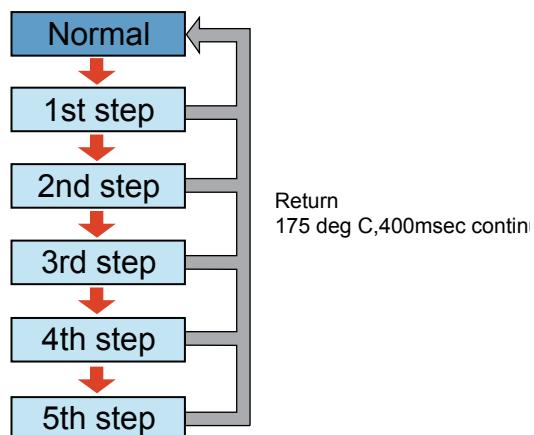 Normal
1st step
2nd step
3rd step
4th step
5th step
Return
175 deg C,400msec